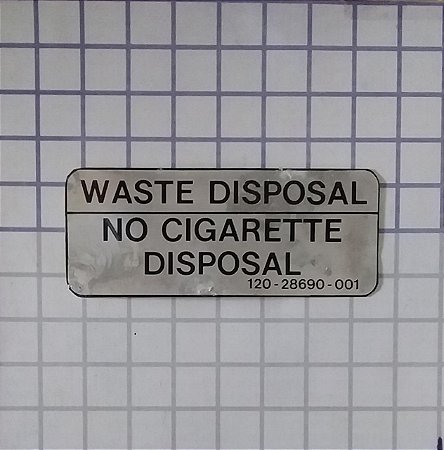 WASTE DISPOSAL
NO CIGARETTE
DISPOSAL
120-28690-001